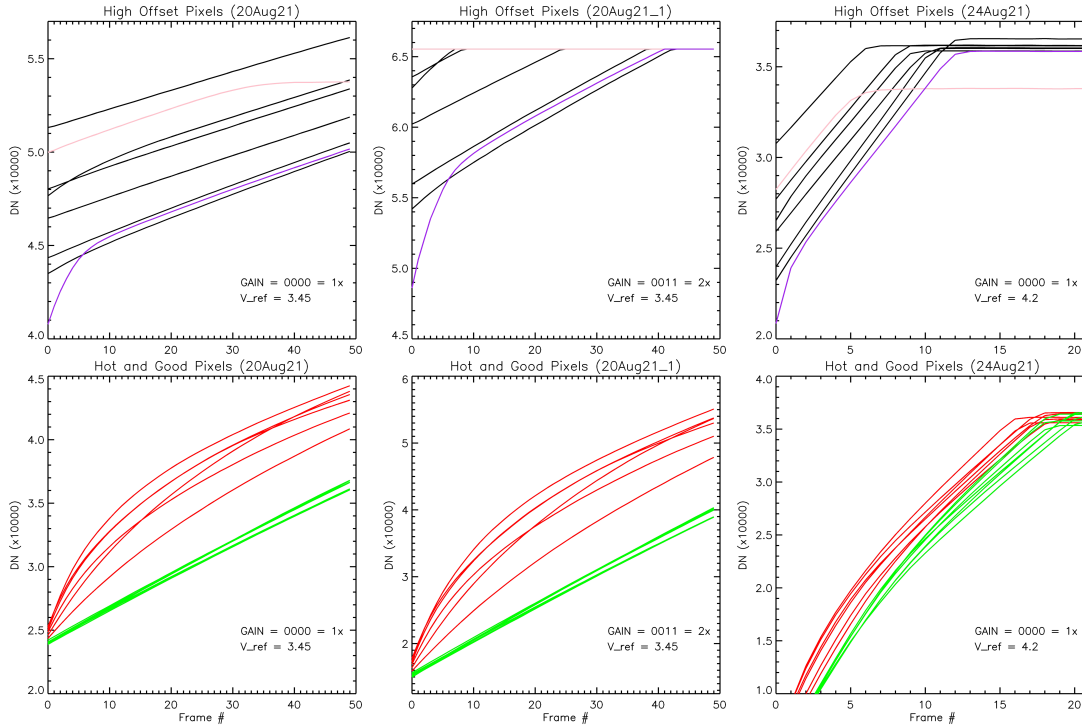 High Offset Pixels (20Aug21)
High Offset Pixels (20Aug21_1)
High Offset Pixels (24Aug21)
DN (x10000)
5.5
5.0
4.5
4.0
GAIN = 0000 = 1x
V_ref = 3.45
0 10 20 30 40 50
DN (x10000)
6.5
6.0
5.5
5.0
4.5
GAIN = 0011 = 2x
V_ref = 3.45
0 10 20 30 40 50
DN (x10000)
3.5
3.0
2.5
2.0
GAIN = 0000 = 1x
V_ref = 4.2
0 5 10 15 20
Hot and Good Pixels (20Aug21)
Hot and Good Pixels (20Aug21_1)
Hot and Good Pixels (24Aug21)
DN (x10000)
4.5
4.0
3.5
3.0
2.5
2.0
GAIN = 0000 = 1x
V_ref = 3.45
0 10 20 30 40 50
Frame #
DN (x10000)
6
5
4
3
2
GAIN = 0011 = 2x
V_ref = 3.45
0 10 20 30 40 50
Frame #
DN (x10000)
4.0
3.5
3.0
2.5
2.0
1.5
1.0
GAIN = 0000 = 1x
V_ref = 4.2
0 5 10 15 20
Frame #